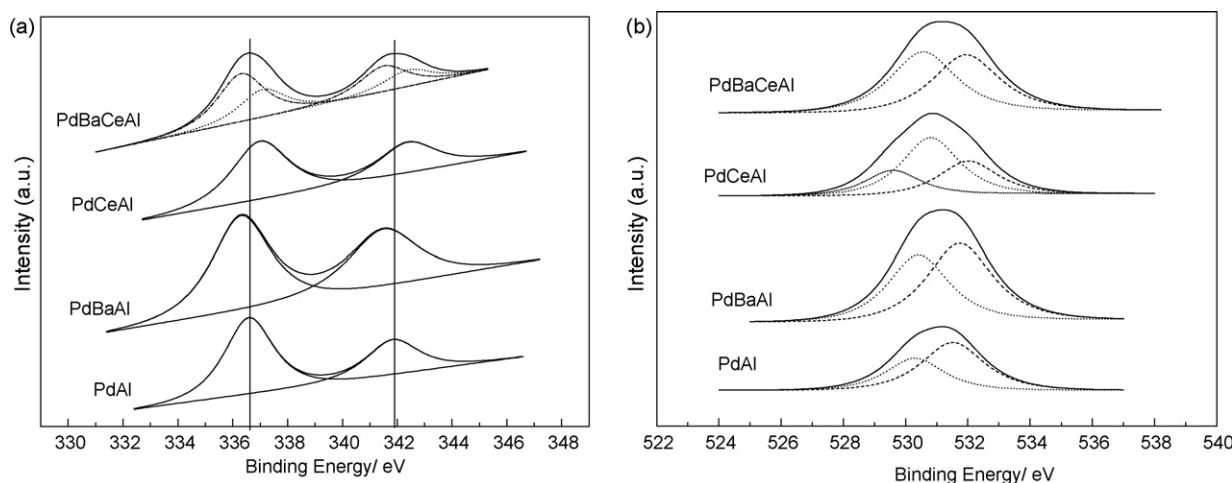 (a)
PdBaCeAl
PdCeAl
PdBaAl
PdAl
Intensity (a.u.)
330 332 334 336 338 340 342 344 346 348
Binding Energy/ eV
(b)
PdBaCeAl
PdCeAl
PdBaAl
PdAl
Intensity (a.u.)
522 524 526 528 530 532 534 536 538 540
Binding Energy/ eV